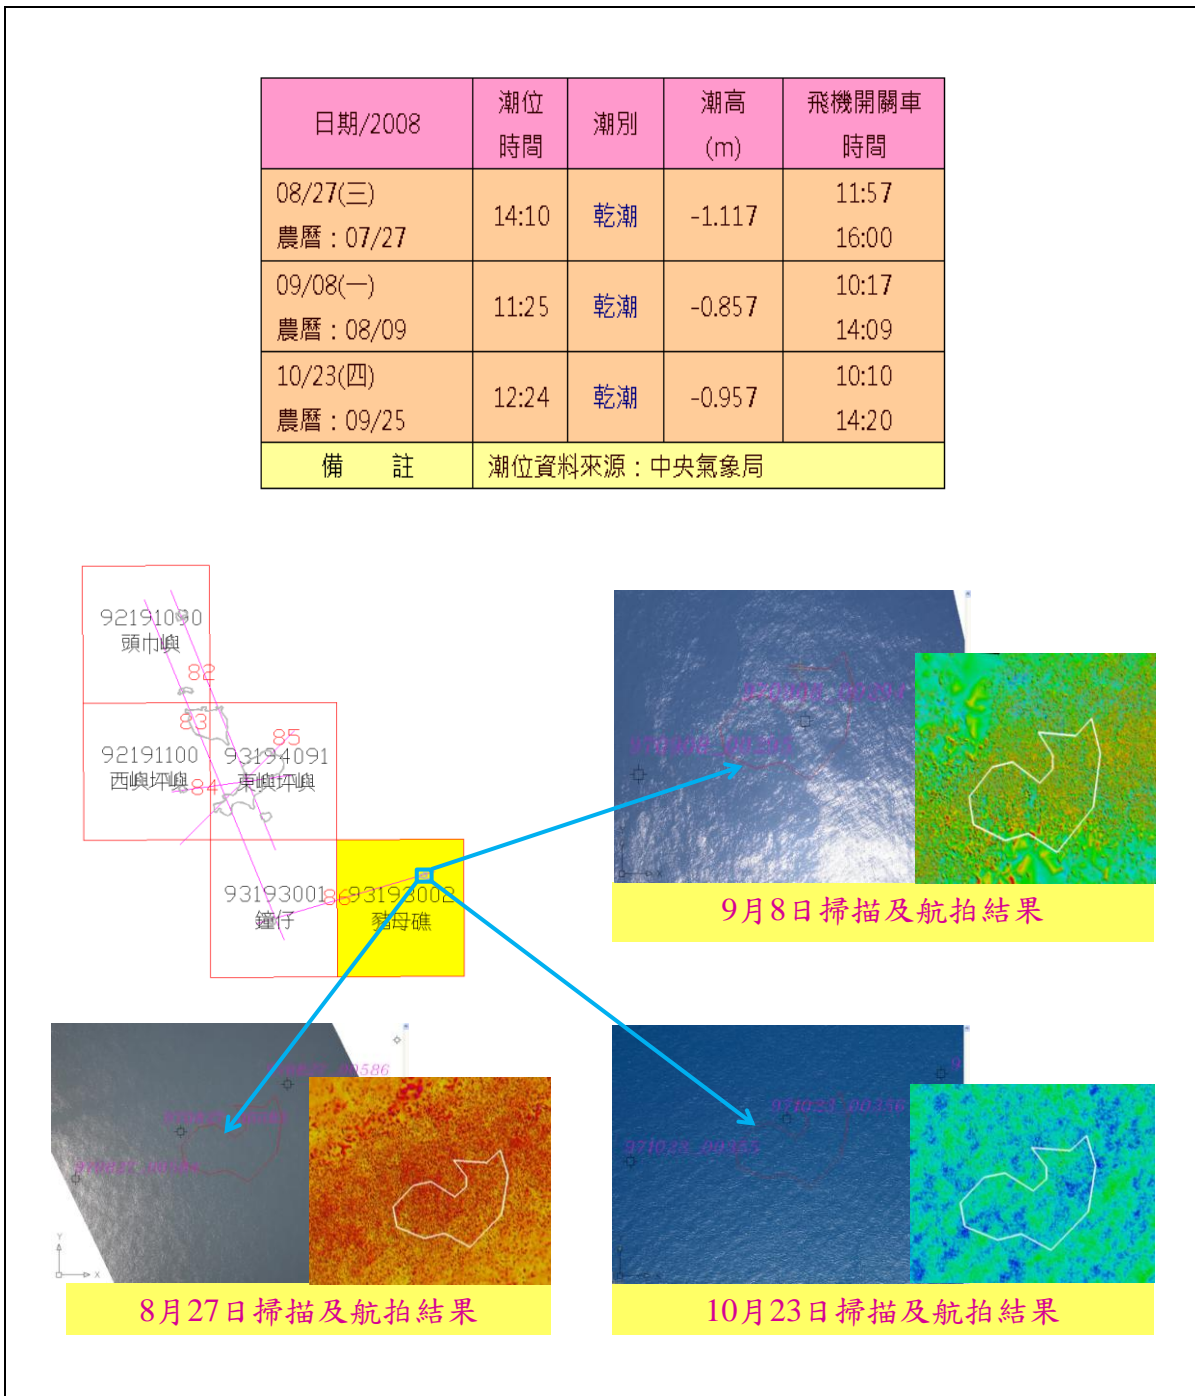 日期/2008
潮位
時間
潮別
潮高
(m)
飛機開關車
時間
08/27(三)
農曆：07/27
14:10
乾潮
-1.117
11:57
16:00
09/08(一)
農曆：08/09
11:25
乾潮
-0.857
10:17
14:09
10/23(四)
農曆：09/25
12:24
乾潮
-0.957
10:10
14:20
備 註
潮位資料來源：中央氣象局
92191090
頭巾嶼
82
83
85
92191100
西嶼坪嶼
84
93194091
東嶼坪嶼
93193001
鐘仔
86
93193002
豬母礁
9月8日掃描及航拍結果
8月27日掃描及航拍結果
971023_00356
10月23日掃描及航拍結果